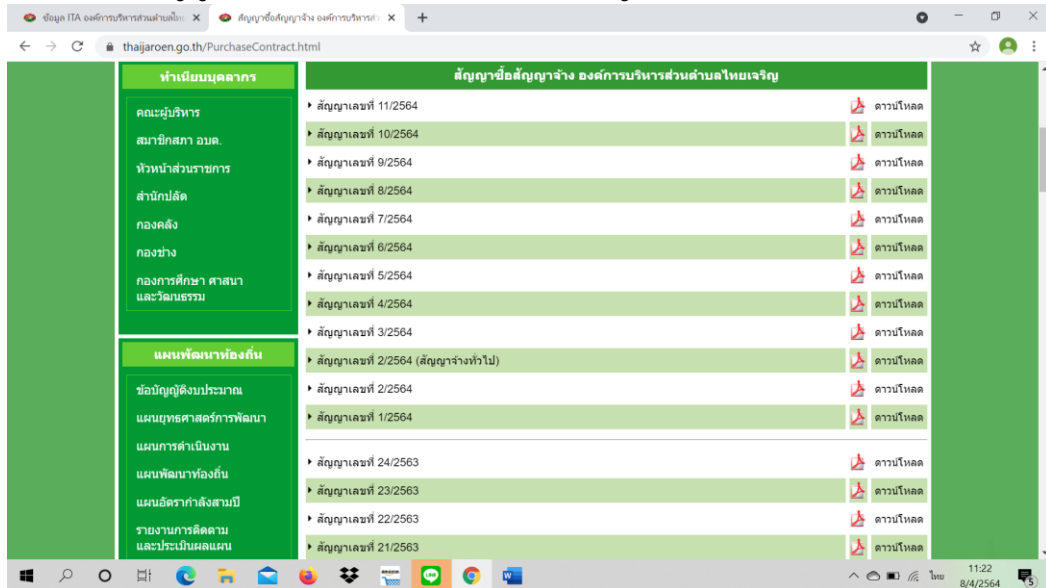 ข้อมูล ITA องค์การบริหารส่วนตำบลไทย
สัญญาซื้อสัญญาจ้าง องค์การบริหารส่ว
thaijaroen.go.th/PurchaseContract.html
ทำเนียบบุคลากร
คณะผู้บริหาร
สมาชิกสภา อบต.
หัวหน้าส่วนราชการ
สำนักปลัด
กองคลัง
กองช่าง
กองการศึกษา ศาสนา
และวัฒนธรรม
แผนพัฒนาท้องถิ่น
ข้อบัญญัติงบประมาณ
แผนยุทธศาสตร์การพัฒนา
แผนการดำเนินงาน
แผนพัฒนาท้องถิ่น
แผนอัตรากำลังสามปี
รายงานการติดตาม
และประเมินผลแผน
สัญญาซื้อสัญญาจ้าง องค์การบริหารส่วนตำบลไทยเจริญ
สัญญาเลขที่ 11/2564 ดาวน์โหลด
สัญญาเลขที่ 10/2564 ดาวน์โหลด
สัญญาเลขที่ 9/2564 ดาวน์โหลด
สัญญาเลขที่ 8/2564 ดาวน์โหลด
สัญญาเลขที่ 7/2564 ดาวน์โหลด
สัญญาเลขที่ 6/2564 ดาวน์โหลด
สัญญาเลขที่ 5/2564 ดาวน์โหลด
สัญญาเลขที่ 4/2564 ดาวน์โหลด
สัญญาเลขที่ 3/2564 ดาวน์โหลด
สัญญาเลขที่ 2/2564 (สัญญาจ้างทั่วไป) ดาวน์โหลด
สัญญาเลขที่ 2/2564 ดาวน์โหลด
สัญญาเลขที่ 1/2564 ดาวน์โหลด
สัญญาเลขที่ 24/2563 ดาวน์โหลด
สัญญาเลขที่ 23/2563 ดาวน์โหลด
สัญญาเลขที่ 22/2563 ดาวน์โหลด
สัญญาเลขที่ 21/2563 ดาวน์โหลด
ไทย
11:22
8/4/2564
5